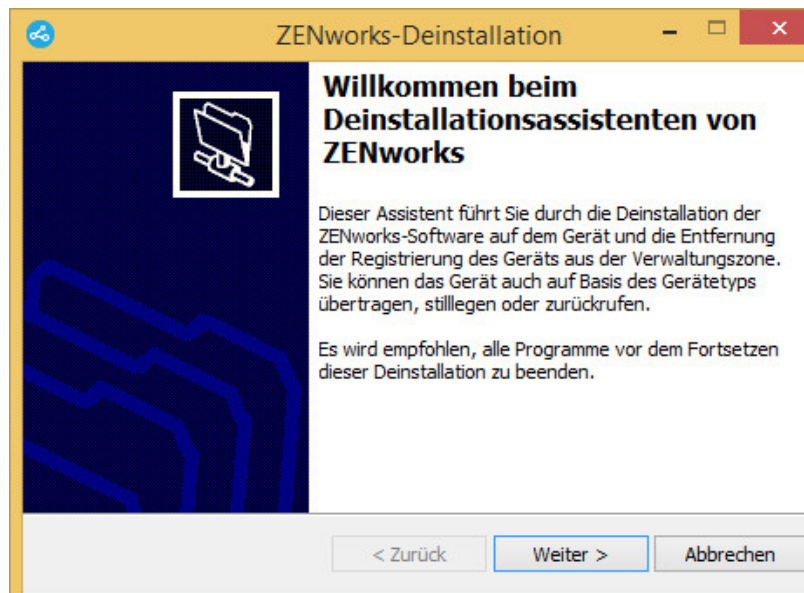 ZENworks-Deinstallation
Willkommen beim
Deinstallationsassistenten von
ZENworks
Dieser Assistent führt Sie durch die Deinstallation der
ZENworks-Software auf dem Gerät und die Entfernung
der Registrierung des Geräts aus der Verwaltungszone.
Sie können das Gerät auch auf Basis des Gerätetyps
übertragen, stilllegen oder zurückrufen.
Es wird empfohlen, alle Programme vor dem Fortsetzen
dieser Deinstallation zu beenden.
< Zurück
Weiter >
Abbrechen